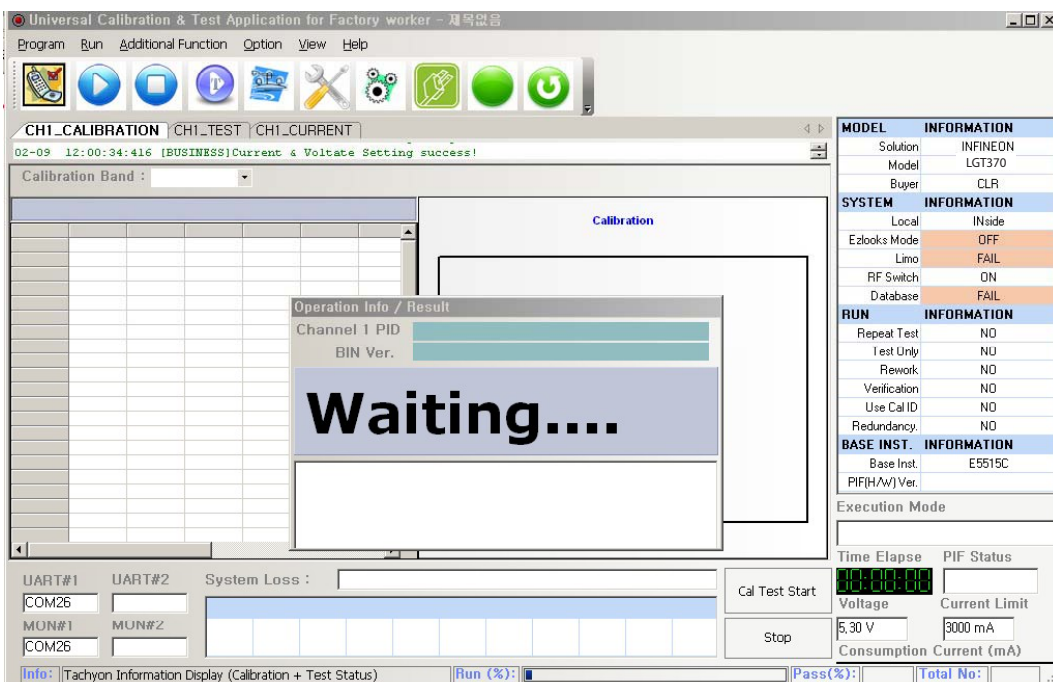 Universal Calibration & Test Application for Factory worker - 제목없음
Program Run Additional Function Option View Help
CH1_CALIBRATION CH1_TEST CH1_CURRENT
02-09 12:00:34:416 [BUSINESS]Current & Voltate Setting success!
Calibration Band :
Calibration
Operation Info / Result
Channel 1 PID
BIN Ver.
Waiting....
MODEL INFORMATION
Solution INFINEON
Model LGT370
Buyer CLR
SYSTEM INFORMATION
Local INside
Ezlooks Mode OFF
Limo FAIL
RF Switch ON
Database FAIL
RUN INFORMATION
Repeat Test NO
Test Only NO
Rework NO
Verification NO
Use Cal ID NO
Redundancy. NO
BASE INST. INFORMATION
Base Inst. E5515C
PIF(H/W) Ver.
Execution Mode
Time Elapse PIF Status
00:00:00
Voltage Current Limit
5,30 V 3000 mA
Consumption Current (mA)
UART#1 UART#2 System Loss :
COM26
MON#1 MON#2
COM26
Cal Test Start
Stop
Info: Tachyon Information Display (Calibration + Test Status) Run (%): Pass(%): Total No: